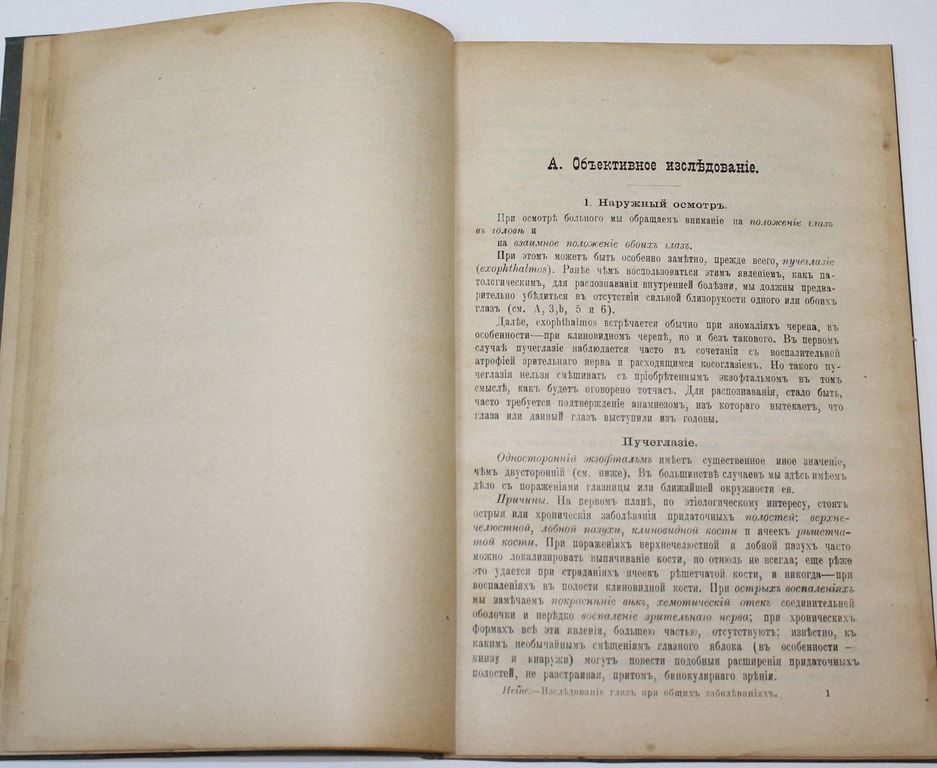 А. Объективное изслѣдованіе.
1. Наружный осмотръ.
При осмотрѣ больного мы обращаемъ вниманіе на положеніе глазъ
въ головѣ и
на взаимное положеніе обоихъ глазъ.
При этомъ можетъ быть особенно замѣтно, прежде всего, пучеглазіе
(exophthalmos). Ранѣе чѣмъ воспользоваться этимъ явленіемъ, какъ па-
тологическимъ, для распознаванія внутренней болѣзни, мы должны предва-
рительно убѣдиться въ отсутствіи сильной близорукости одного или обоихъ
глазъ (см. А, 3,b, 5 и 6).
Далѣе, exophthalmos встрѣчается обычно при аномаліяхъ черепа, въ
особенности—при клиновидномъ черепѣ, но и безъ такового. Въ первомъ
случаѣ пучеглазіе наблюдается часто въ сочетаніи съ воспалительной
атрофіей зрительнаго нерва и расходящимся косоглазіемъ. Но такого пу-
чеглазія нельзя смѣшивать съ пріобрѣтеннымъ экзофтальмомъ въ томъ
смыслѣ, какъ будетъ оговорено тотчасъ. Для распознаванія, стало быть,
часто требуется подтвержденіе анамнезомъ, изъ котораго вытекаетъ, что
глаза или данный глазъ выступили изъ головы.
Пучеглазіе.
Односторонній экзофтальмъ имѣетъ существенное иное значеніе,
чѣмъ двусторонній (см. ниже). Въ большинствѣ случаевъ мы здѣсь имѣемъ
дѣло съ пораженіями глазницы или ближайшей окружности ея.
Причины. На первомъ планѣ, по этіологическому интересу, стоятъ
острыя или хроническія заболѣванія придаточныхъ полостей: верхне-
челюстной, лобной пазухи, клиновидной кости и ячеекъ рѣшетча-
той кости. При пораженіяхъ верхнечелюстной и лобной пазухъ часто
можно локализировать выпячиваніе кости, но отнюдь не всегда; еще рѣже
это удается при страданіяхъ ячеекъ рѣшетчатой кости, и никогда—при
воспаленіяхъ въ полости клиновидной кости. При острыхъ воспаленіяхъ
мы замѣчаемъ покраснѣніе вѣкъ, хемотическій отекъ соединительной
оболочки и нерѣдко воспаленіе зрительнаго нерва; при хроническихъ
формахъ всѣ эти явленія, большею частью, отсутствуютъ; извѣстно, къ
какимъ необычайнымъ смѣщеніямъ глазного яблока (въ особенности —
книзу и кнаружи) могутъ повести подобныя расширенія придаточныхъ
полостей, не разстраивая, притомъ, бинокулярнаго зрѣнія.
Heine.—Изслѣдованіе глазъ при общихъ заболѣваніяхъ. 1